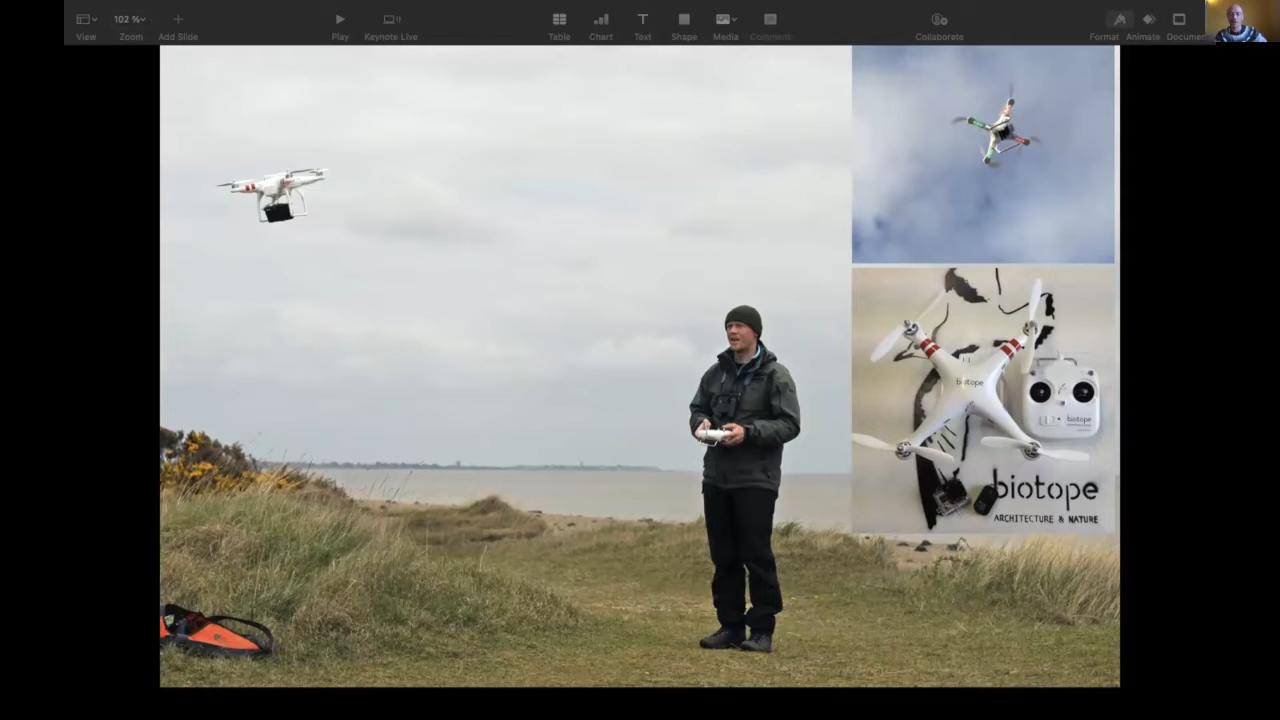 View
102 %
Zoom
Add Slide
Play
Keynote Live
Table
Chart
Text
Shape
Media
Comment
Collaborate
Format
Animate
Documen
biotope
biotope
biotope
ARCHITECTURE & NATURE